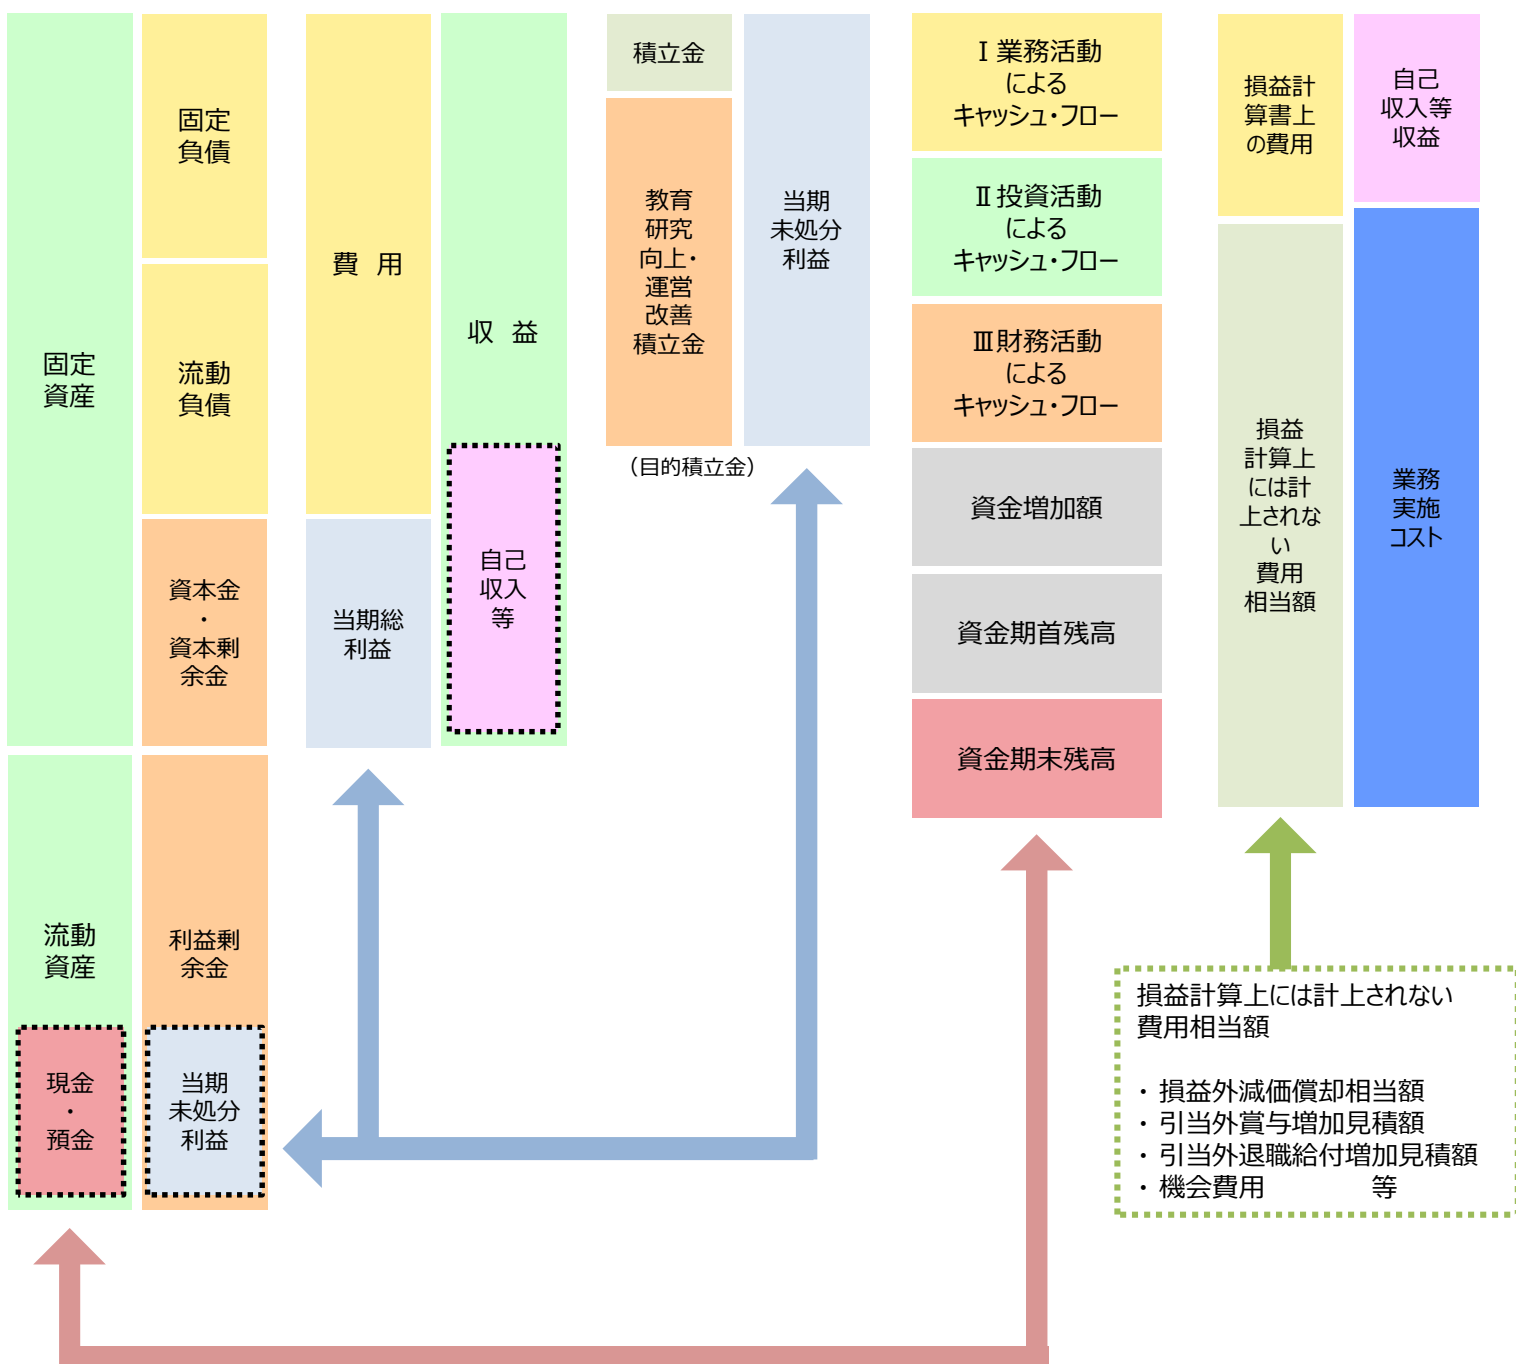 固定
資産
流動
資産
現金
・
預金
固定
負債
流動
負債
資本金
・
資本剰
余金
利益剰
余金
当期
未処分
利益
費 用
当期総
利益
収 益
自己
収入
等
積立金
教育
研究
向上・
運営
改善
積立金
（目的積立金）
当期
未処分
利益
Ⅰ業務活動
による
キャッシュ・フロー
Ⅱ投資活動
による
キャッシュ・フロー
Ⅲ財務活動
による
キャッシュ・フロー
資金増加額
資金期首残高
資金期末残高
損益計
算書上
の費用
損益
計算上
には計
上されな
い
費用
相当額
自己
収入等
収益
業務
実施
コスト
損益計算上には計上されない
費用相当額
・ 損益外減価償却相当額
・ 引当外賞与増加見積額
・ 引当外退職給付増加見積額
・ 機会費用　　　　等